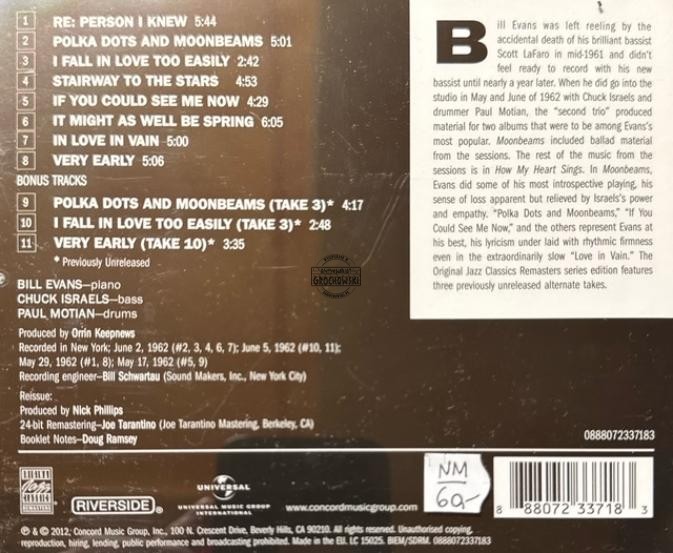 1 RE: PERSON I KNEW 5:44
2 POLKA DOTS AND MOONBEAMS 5:01
3 I FALL IN LOVE TOO EASILY 2:42
4 STAIRWAY TO THE STARS 4:53
5 IF YOU COULD SEE ME NOW 4:29
6 IT MIGHT AS WELL BE SPRING 6:05
7 IN LOVE IN VAIN 5:00
8 VERY EARLY 5:06
BONUS TRACKS
9 POLKA DOTS AND MOONBEAMS (TAKE 3)* 4:17
10 I FALL IN LOVE TOO EASILY (TAKE 3)* 2:48
11 VERY EARLY (TAKE 10)* 3:35
* Previously Unreleased
BILL EVANS—piano
CHUCK ISRAELS—bass
PAUL MOTIAN—drums
Produced by Orrin Keepnews
Recorded in New York; June 2, 1962 (#2, 3, 4, 6, 7); June 5, 1962 (#10, 11);
May 29, 1962 (#1, 8); May 17, 1962 (#5, 9)
Recording engineer—Bill Schwartau (Sound Makers, Inc., New York City)
Reissue:
Produced by Nick Phillips
24-bit Remastering—Joe Tarantino (Joe Tarantino Mastering, Berkeley, CA)
Booklet Notes—Doug Ramsey
Bill Evans was left reeling by the
accidental death of his brilliant bassist
Scott LaFaro in mid-1961 and didn't
feel ready to record with his new
bassist until nearly a year later. When he did go into the
studio in May and June of 1962 with Chuck Israels and
drummer Paul Motian, the "second trio" produced
material for two albums that were to be among Evans's
most popular. Moonbeams included ballad material
from the sessions. The rest of the music from the
sessions is in How My Heart Sings. In Moonbeams,
Evans did some of his most introspective playing, his
sense of loss apparent but relieved by Israels's power
and empathy. "Polka Dots and Moonbeams," "If You
Could See Me Now," and the others represent Evans at
his best, his lyricism under laid with rhythmic firmness
even in the extraordinarily slow "Love in Vain." The
Original Jazz Classics Remasters series edition features
three previously unreleased alternate takes.
GROCHOWSKI
0888072337183
ORIGINAL
Jazz
CLASSICS
REMASTERS
RIVERSIDE®
UNIVERSAL
UNIVERSAL MUSIC GROUP
INTERNATIONAL
www.concordmusicgroup.com
NM
60,-
8 88072 33718 3
℗ & © 2012, Concord Music Group, Inc., 100 N. Crescent Drive, Beverly Hills, CA 90210. All rights reserved. Unauthorised copying,
reproduction, hiring, lending, public performance and broadcasting prohibited. Made in the EU. LC 15025. BIEM/SDRM. 0888072337183